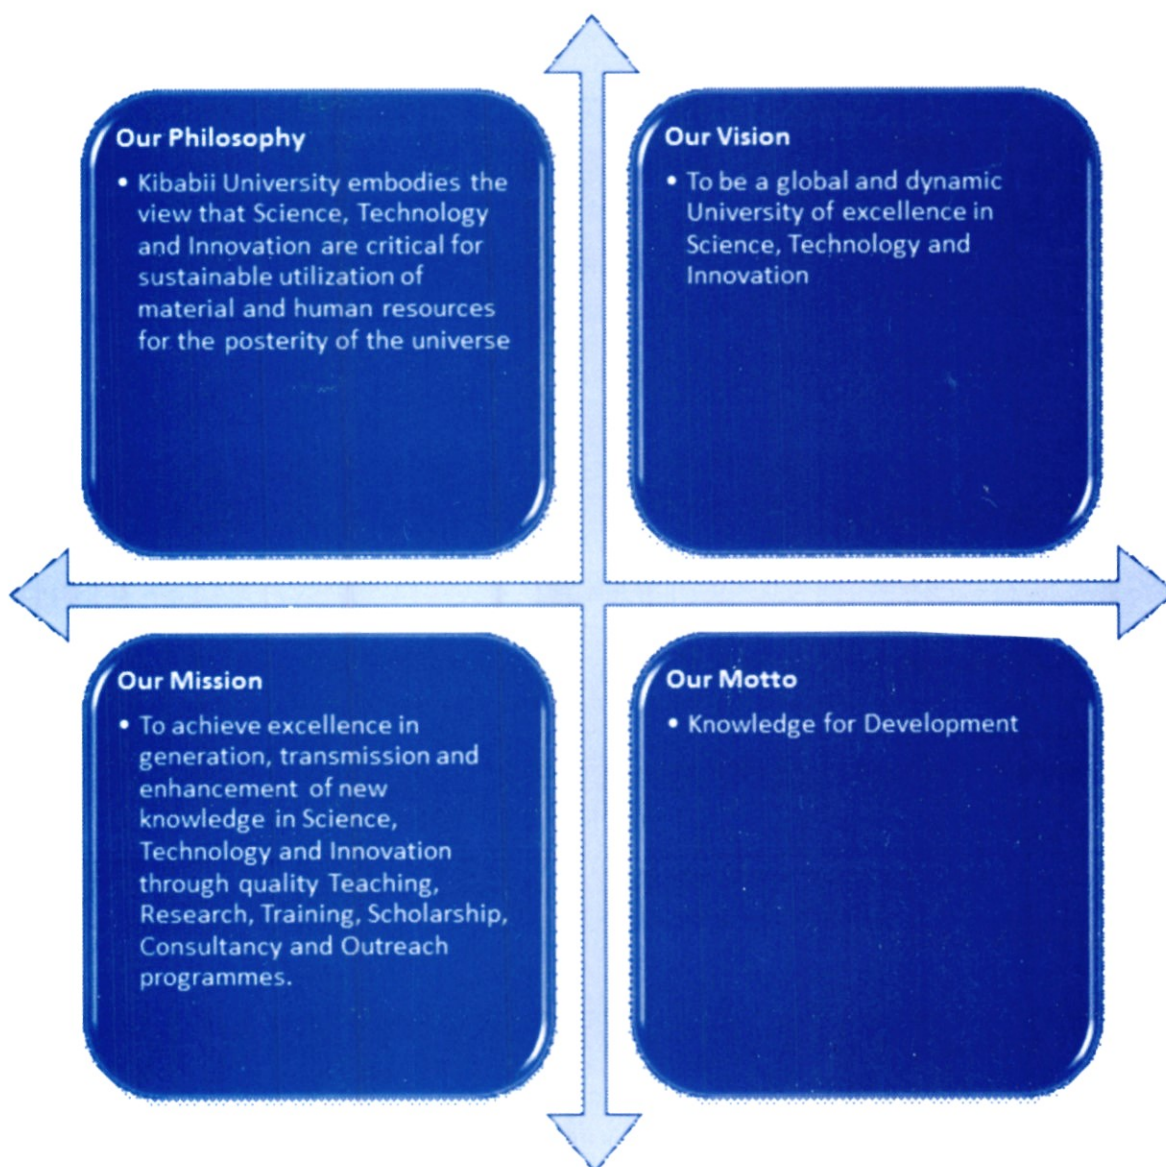 Our Philosophy
• Kibabii University embodies the
view that Science, Technology
and Innovation are critical for
sustainable utilization of
material and human resources
for the posterity of the universe
Our Vision
• To be a global and dynamic
University of excellence in
Science, Technology and
Innovation
Our Mission
• To achieve excellence in
generation, transmission and
enhancement of new
knowledge in Science,
Technology and Innovation
through quality Teaching,
Research, Training, Scholarship,
Consultancy and Outreach
programmes.
Our Motto
• Knowledge for Development